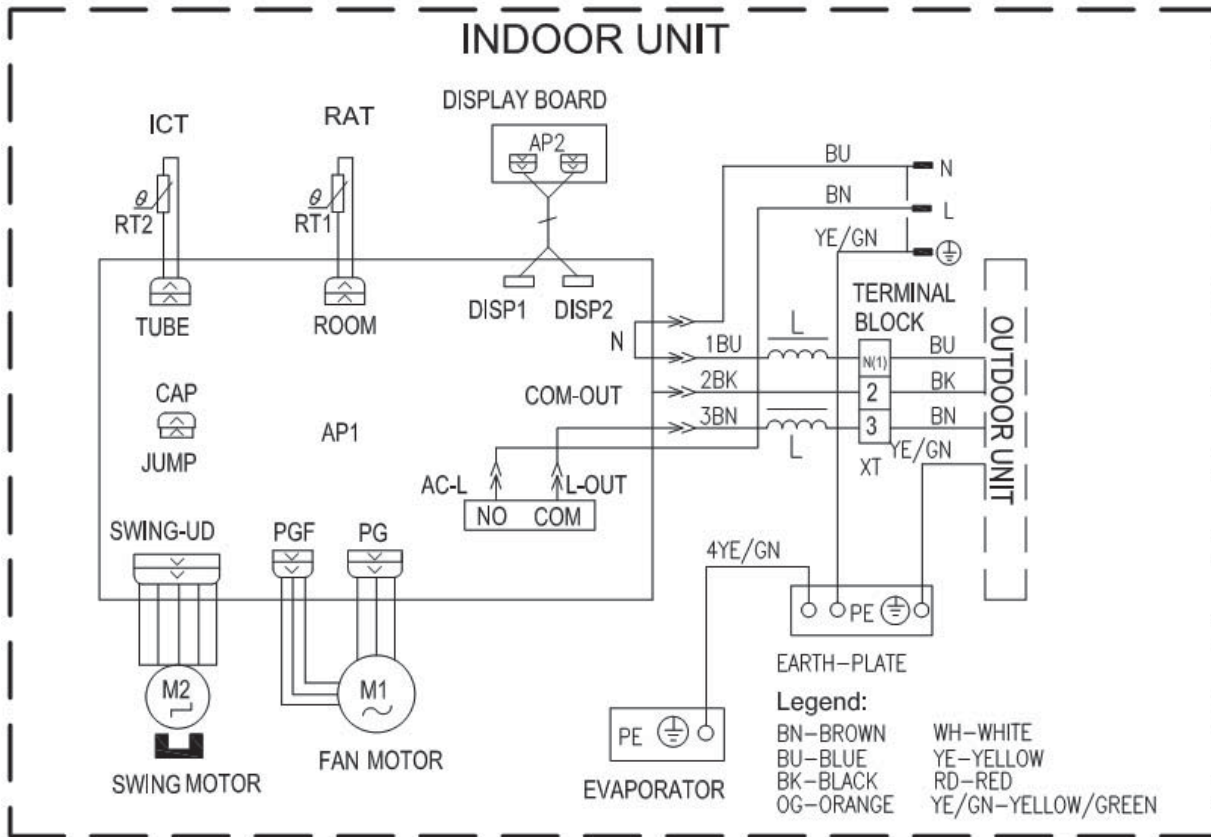 INDOOR UNIT
DISPLAY BOARD
ICT
RAT
AP2
BU
N
BN
L
θ
RT2
θ
RT1
YE/GN
TUBE
ROOM
DISP1
DISP2
TERMINAL
BLOCK
N
1BU
L
N(1)
BU
CAP
COM-OUT
2BK
2
BK
JUMP
AP1
3BN
L
3
BN
XT
YE/GN
OUTDOOR UNIT
AC-L
L-OUT
NO
COM
SWING-UD
PGF
PG
4YE/GN
PE
EARTH-PLATE
M2
M1
SWING MOTOR
FAN MOTOR
PE
EVAPORATOR
Legend:
BN-BROWN WH-WHITE
BU-BLUE YE-YELLOW
BK-BLACK RD-RED
OG-ORANGE YE/GN-YELLOW/GREEN